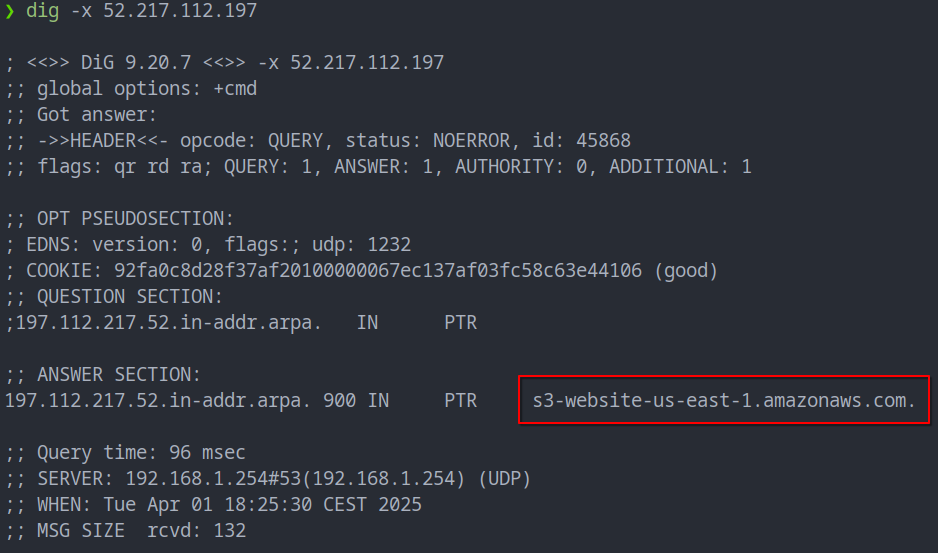 ❯ dig -x 52.217.112.197
; <<>> DiG 9.20.7 <<>> -x 52.217.112.197
;; global options: +cmd
;; Got answer:
;; ->>HEADER<<- opcode: QUERY, status: NOERROR, id: 45868
;; flags: qr rd ra; QUERY: 1, ANSWER: 1, AUTHORITY: 0, ADDITIONAL: 1
;; OPT PSEUDOSECTION:
; EDNS: version: 0, flags:; udp: 1232
; COOKIE: 92fa0c8d28f37af20100000067ec137af03fc58c63e44106 (good)
;; QUESTION SECTION:
;197.112.217.52.in-addr.arpa. IN PTR
;; ANSWER SECTION:
197.112.217.52.in-addr.arpa. 900 IN PTR s3-website-us-east-1.amazonaws.com.
;; Query time: 96 msec
;; SERVER: 192.168.1.254#53(192.168.1.254) (UDP)
;; WHEN: Tue Apr 01 18:25:30 CEST 2025
;; MSG SIZE rcvd: 132